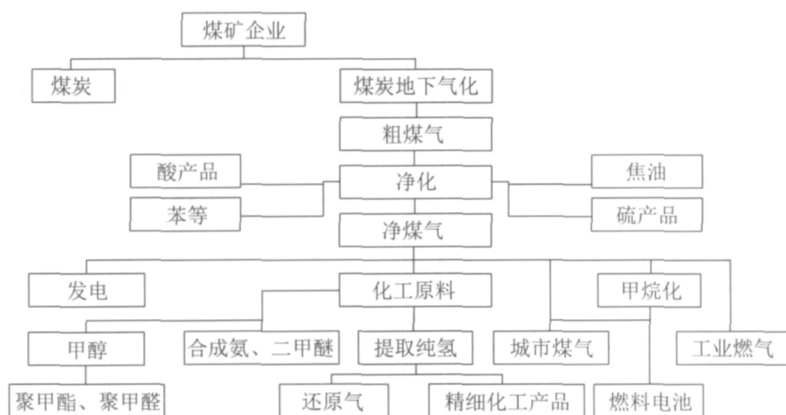 煤矿企业
煤炭
煤炭地下气化
粗煤气
酸产品
净化
焦油
苯等
硫产品
净煤气
发电
化工原料
甲烷化
甲醇
合成氨、二甲醚
提取纯氢
城市煤气
工业燃气
聚甲酯、聚甲醛
还原气
精细化工产品
燃料电池